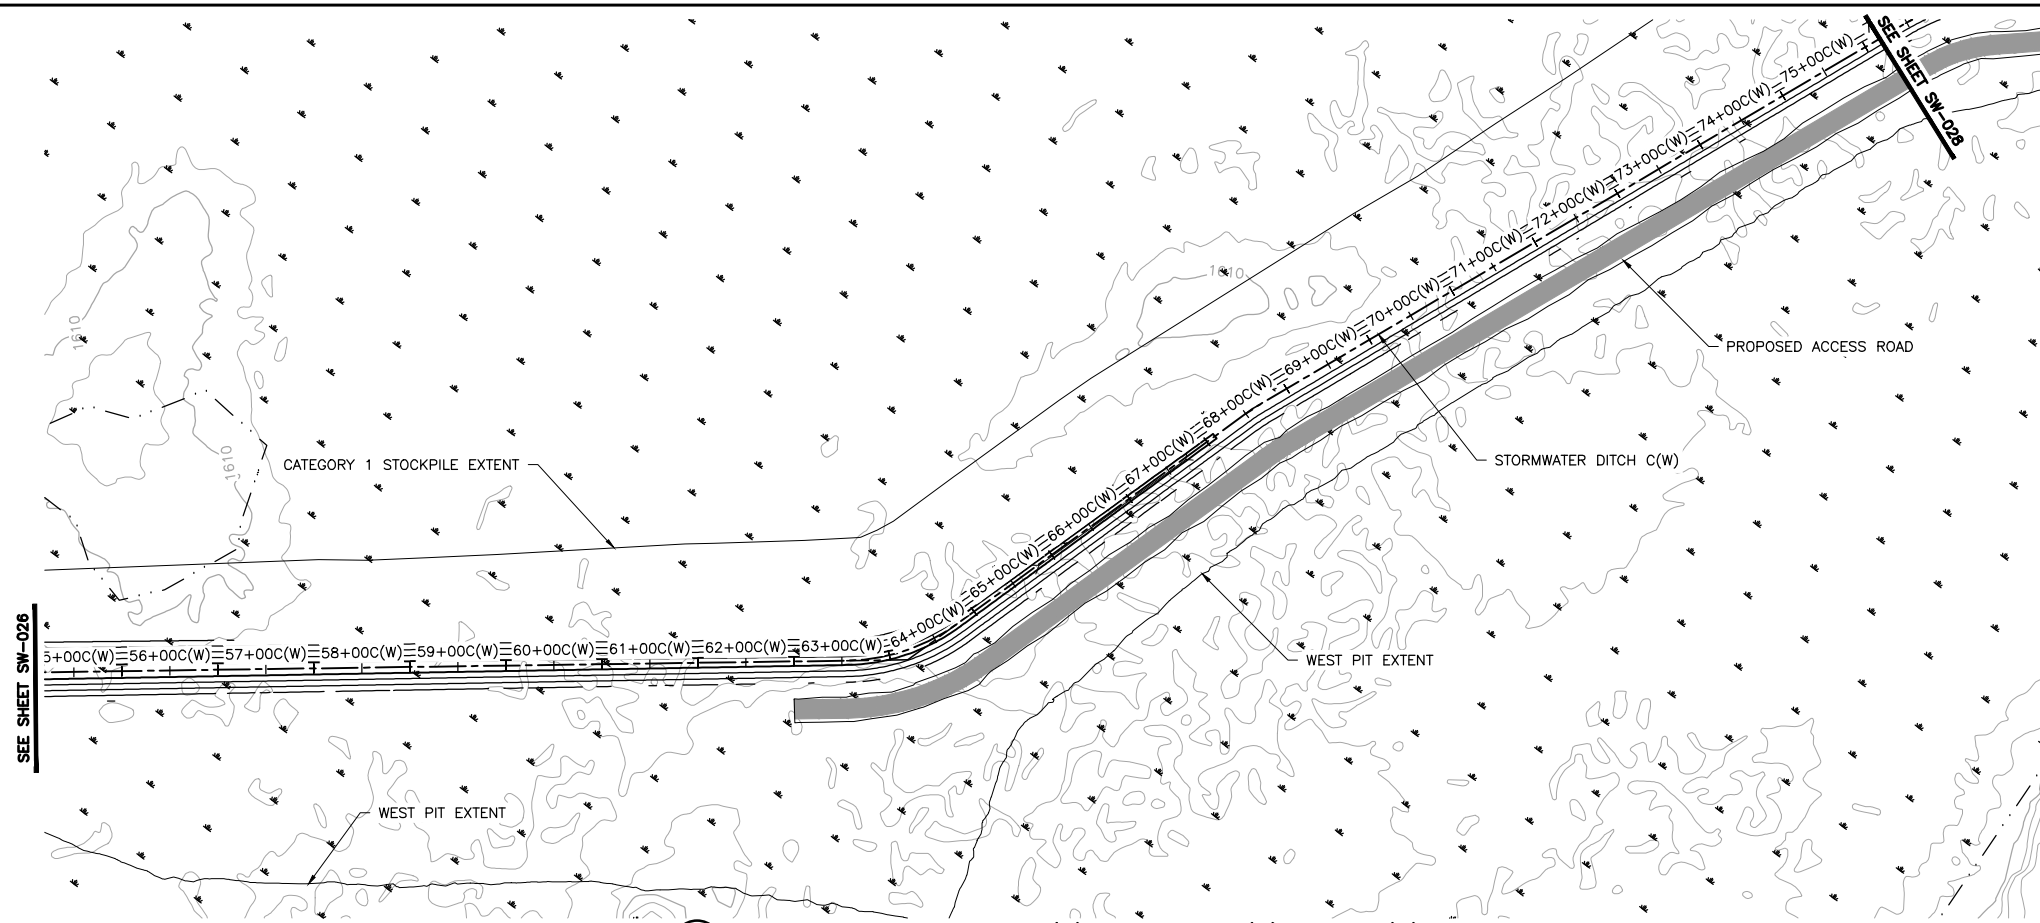 SEE SHEET SW-028
75+00C(W)
74+00C(W)
73+00C(W)
72+00C(W)
71+00C(W)
70+00C(W)
69+00C(W)
68+00C(W)
67+00C(W)
66+00C(W)
65+00C(W)
64+00C(W)
1610
1610
PROPOSED ACCESS ROAD
1610
CATEGORY 1 STOCKPILE EXTENT
STORMWATER DITCH C(W)
SEE SHEET SW-026
5+00C(W)
56+00C(W)
57+00C(W)
58+00C(W)
59+00C(W)
60+00C(W)
61+00C(W)
62+00C(W)
63+00C(W)
WEST PIT EXTENT
WEST PIT EXTENT